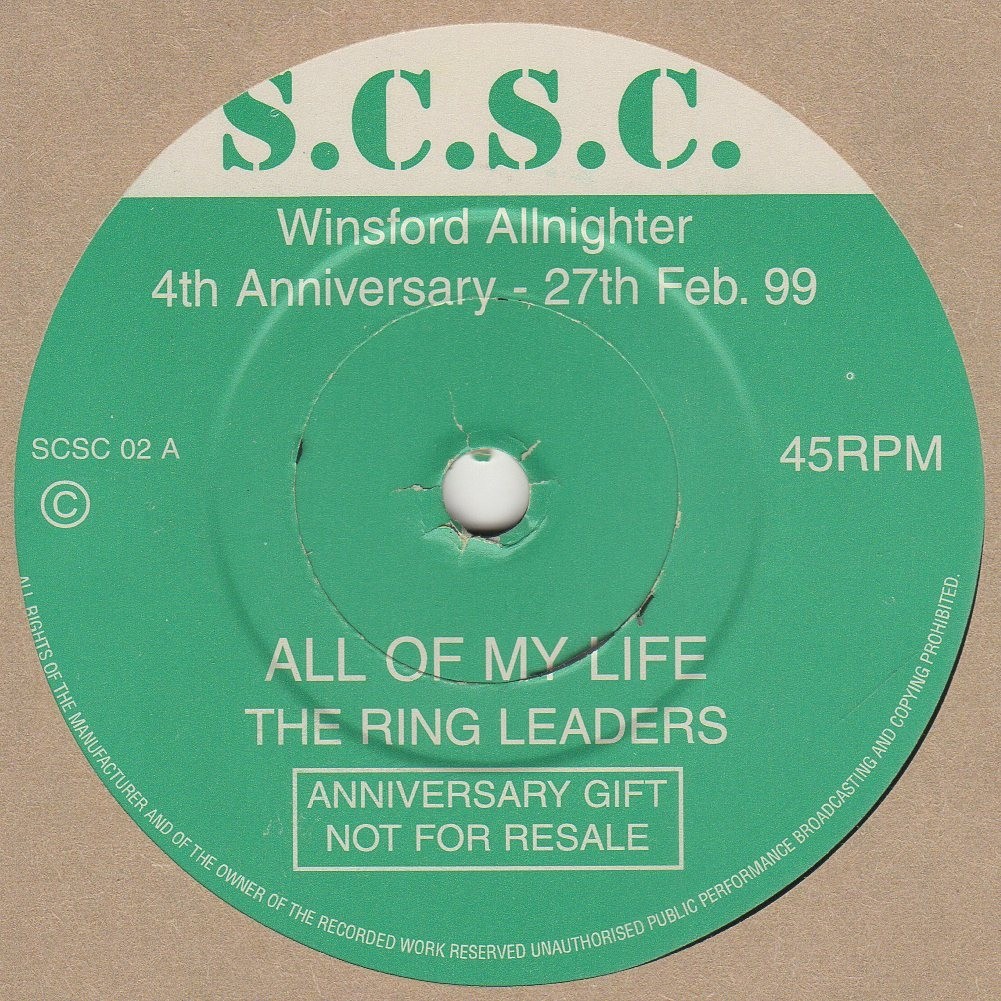 S.C.S.C.
Winsford Allnighter
4th Anniversary - 27th Feb. 99
SCSC 02 A
45RPM
©
ALL OF MY LIFE
THE RING LEADERS
ANNIVERSARY GIFT
NOT FOR RESALE
ALL RIGHTS OF THE MANUFACTURER AND OF THE OWNER OF THE RECORDED WORK RESERVED UNAUTHORISED PUBLIC PERFORMANCE BROADCASTING AND COPYING PROHIBITED.